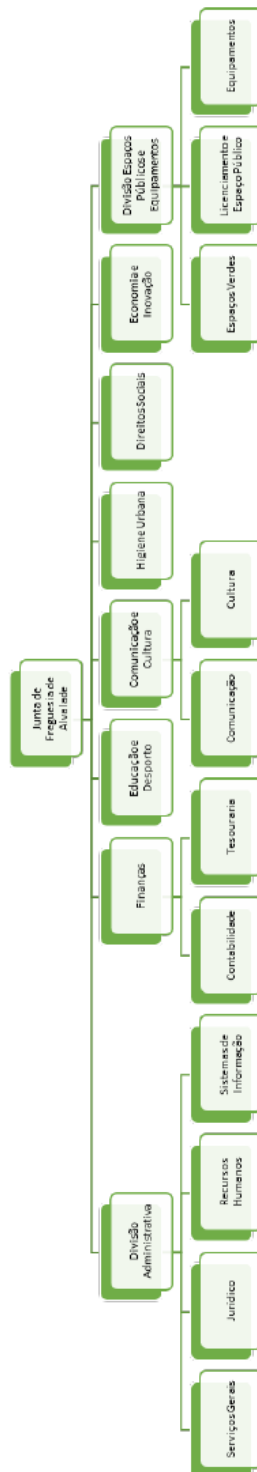 Junta de
Freguesia de
Alvalade
Divisão
Administrativa
Finanças
Educação e
Desporto
Comunicação e
Cultura
Higiene Urbana
Direitos Sociais
Economia e
Inovação
Divisão Espaços
Públicos e
Equipamentos
Serviços Gerais
Jurídico
Recursos
Humanos
Sistemas de
Informação
Contabilidade
Tesouraria
Comunicação
Cultura
Espaços Verdes
Licenciamento e
Espaço Público
Equipamentos